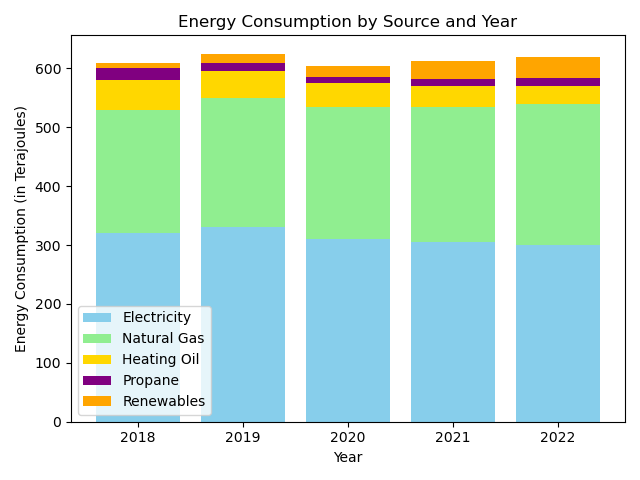 Energy Consumption by Source and Year
Energy Consumption (in Terajoules)
600
500
400
300
200
100
0
Electricity
Natural Gas
Heating Oil
Propane
Renewables
2018 2019 2020 2021 2022
Year